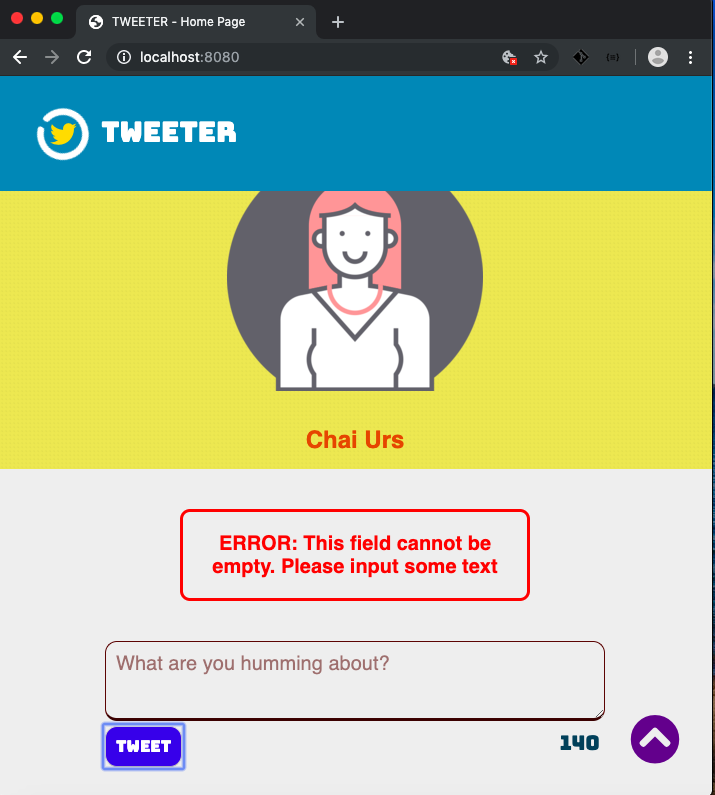 TWEETER - Home Page
localhost:8080
TWEETER
Chai Urs
ERROR: This field cannot be
empty. Please input some text
What are you humming about?
TWEET
140